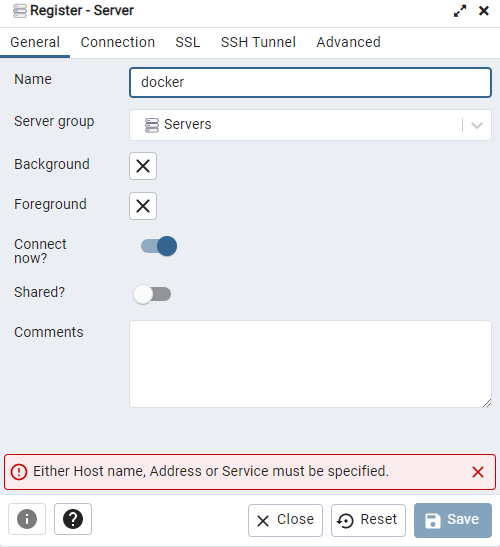 Register - Server
General Connection SSL SSH Tunnel Advanced
Name docker
Server group Servers
Background
Foreground
Connect
now?
Shared?
Comments
Either Host name, Address or Service must be specified.
Close Reset Save